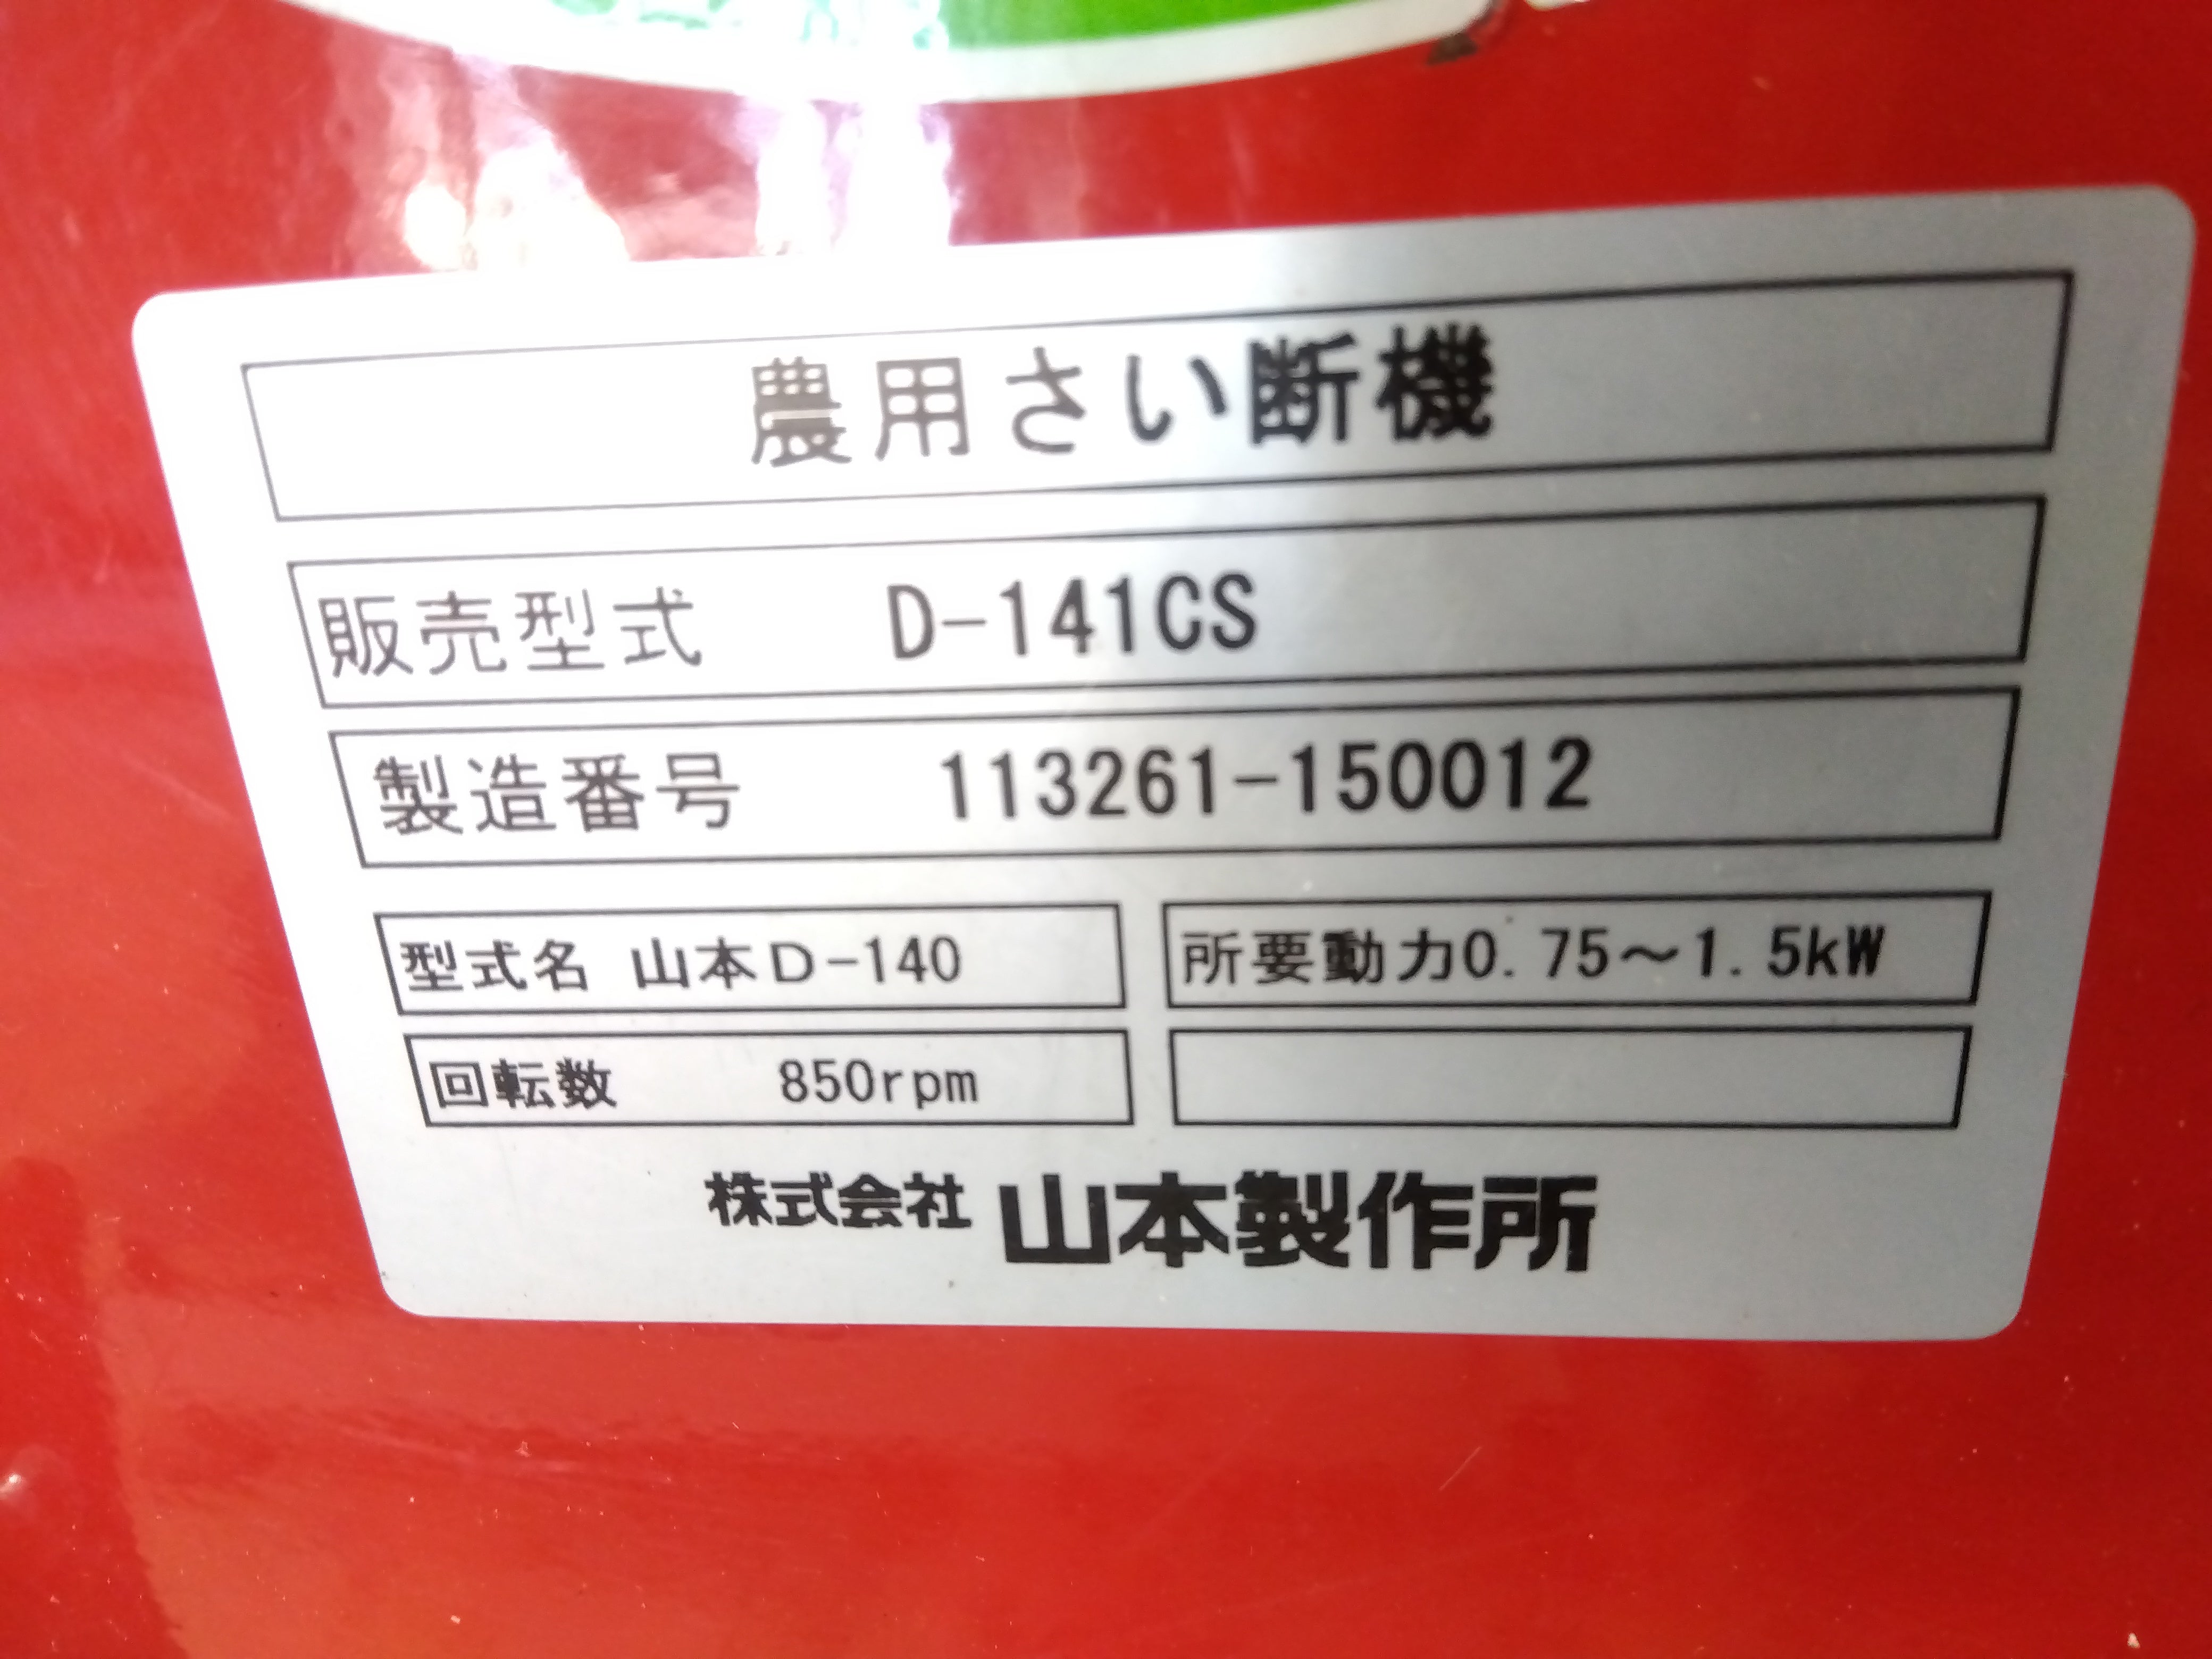 農用さい断機
販売型式 D-141CS
製造番号 113261-150012
型式名 山本D-140
所要動力0.75～1.5kW
回転数 850rpm
株式会社 山本製作所